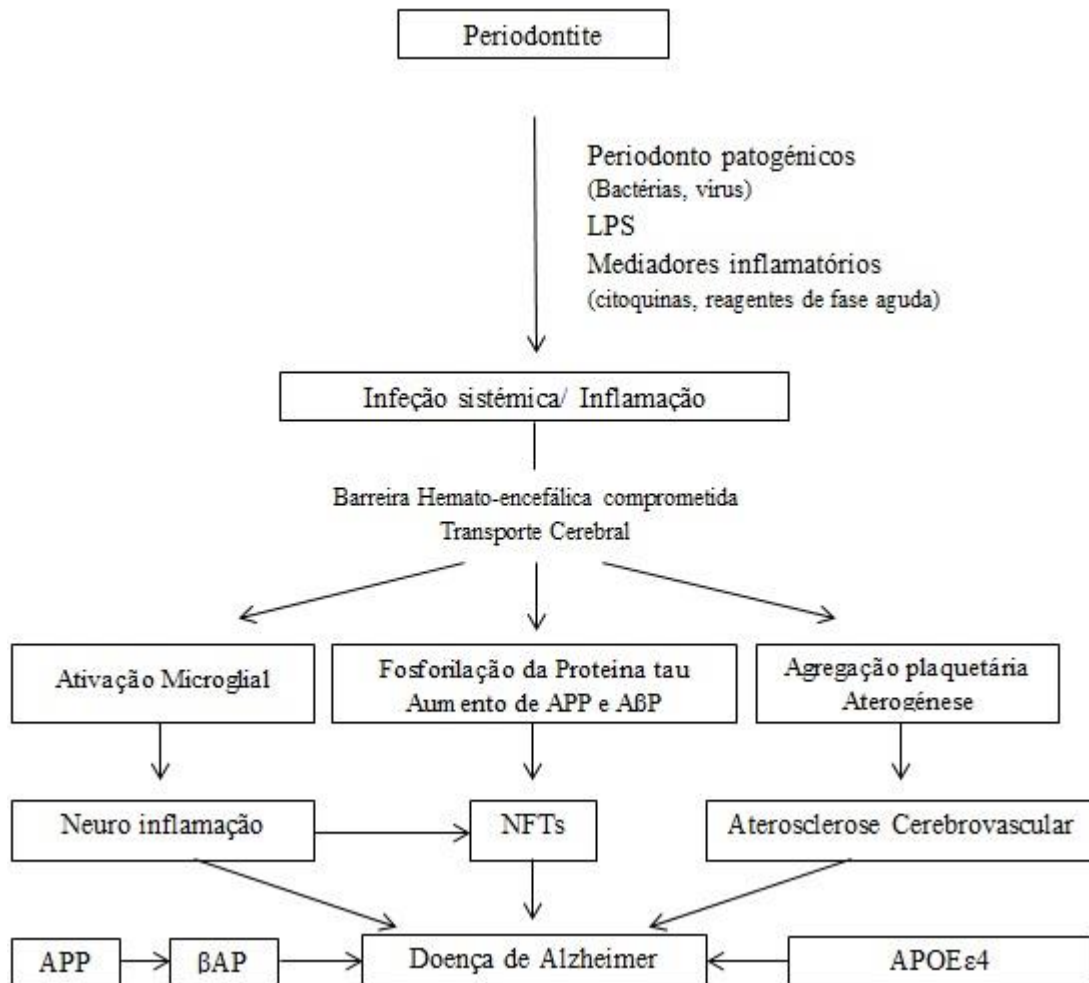 Periodontite
Periodonto patogénicos
(Bactérias, vírus)
LPS
Mediadores inflamatórios
(citoquinas, reagentes de fase aguda)
Infeção sistémica/ Inflamação
Barreira Hemato-encefálica comprometida
Transporte Cerebral
Ativação Microglial
Fosforilação da Proteina tau
Aumento de APP e AßP
Agregação plaquetária
Aterogénese
Neuro inflamação
NFTs
Aterosclerose Cerebrovascular
APP
βAP
Doença de Alzheimer
APOEε4